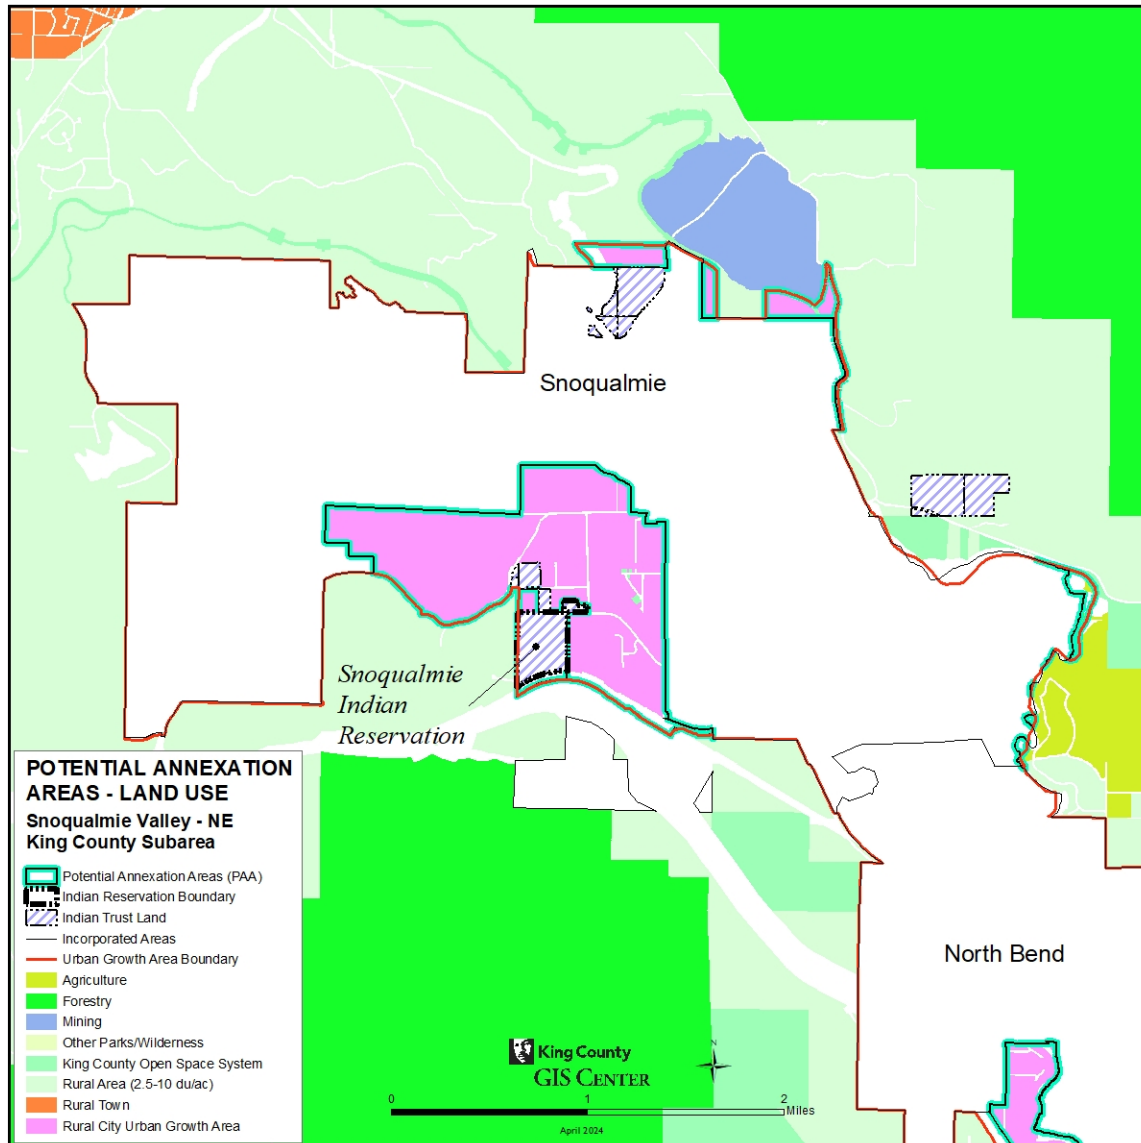 Snoqualmie
Snoqualmie
Indian
Reservation
POTENTIAL ANNEXATION
AREAS - LAND USE
Snoqualmie Valley - NE
King County Subarea
Potential Annexation Areas (PAA)
Indian Reservation Boundary
Indian Trust Land
Incorporated Areas
Urban Growth Area Boundary
Agriculture
Forestry
Mining
Other Parks/Wilderness
King County Open Space System
Rural Area (2.5-10 du/ac)
Rural Town
Rural City Urban Growth Area
North Bend
King County
GIS CENTER
N
0 1 2
Miles
April 2024